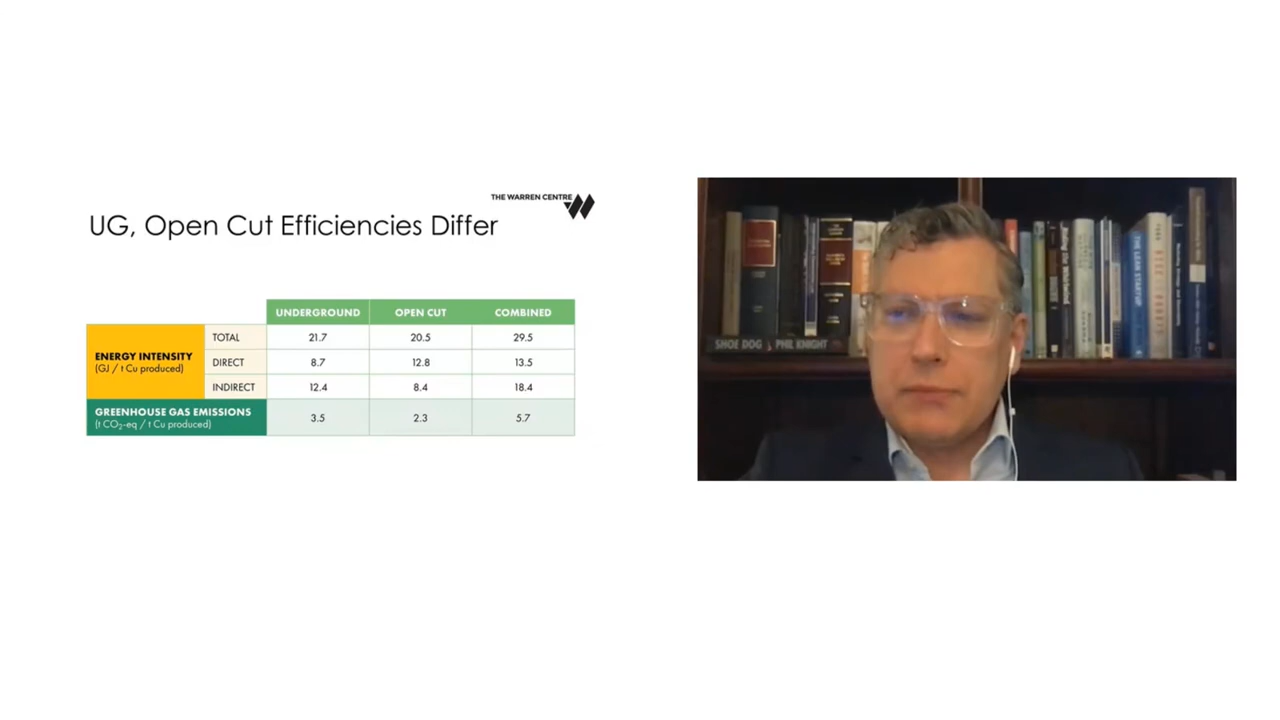 THE WARREN CENTRE
UG, Open Cut Efficiencies Differ
UNDERGROUND OPEN CUT COMBINED
ENERGY INTENSITY
(GJ / t Cu produced)
TOTAL 21.7 20.5 29.5
DIRECT 8.7 12.8 13.5
INDIRECT 12.4 8.4 18.4
GREENHOUSE GAS EMISSIONS
(t CO₂-eq / t Cu produced)
3.5 2.3 5.7
SHOE DOG PHIL KNIGHT
THE LEAN STARTUP